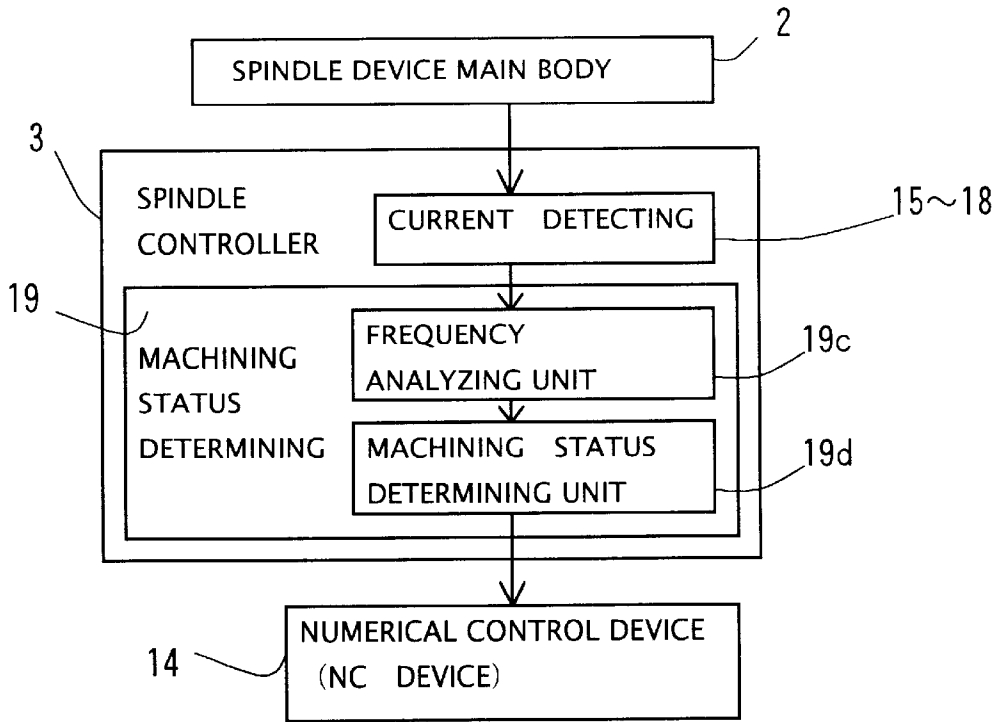 2
SPINDLE DEVICE MAIN BODY
3
SPINDLE
CONTROLLER
CURRENT DETECTING
15～18
19
MACHINING
STATUS
DETERMINING
FREQUENCY
ANALYZING UNIT
19c
MACHINING STATUS
DETERMINING UNIT
19d
NUMERICAL CONTROL DEVICE
(NC DEVICE)
14